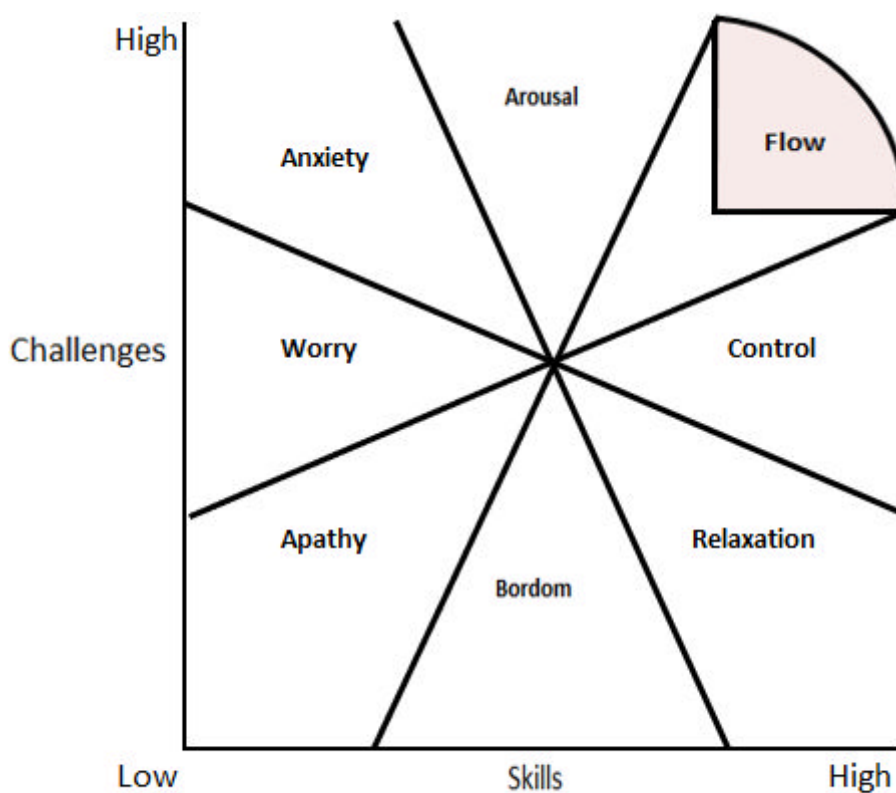 High
Arousal
Flow
Anxiety
Challenges
Worry
Control
Apathy
Relaxation
Bordom
Low
Skills
High